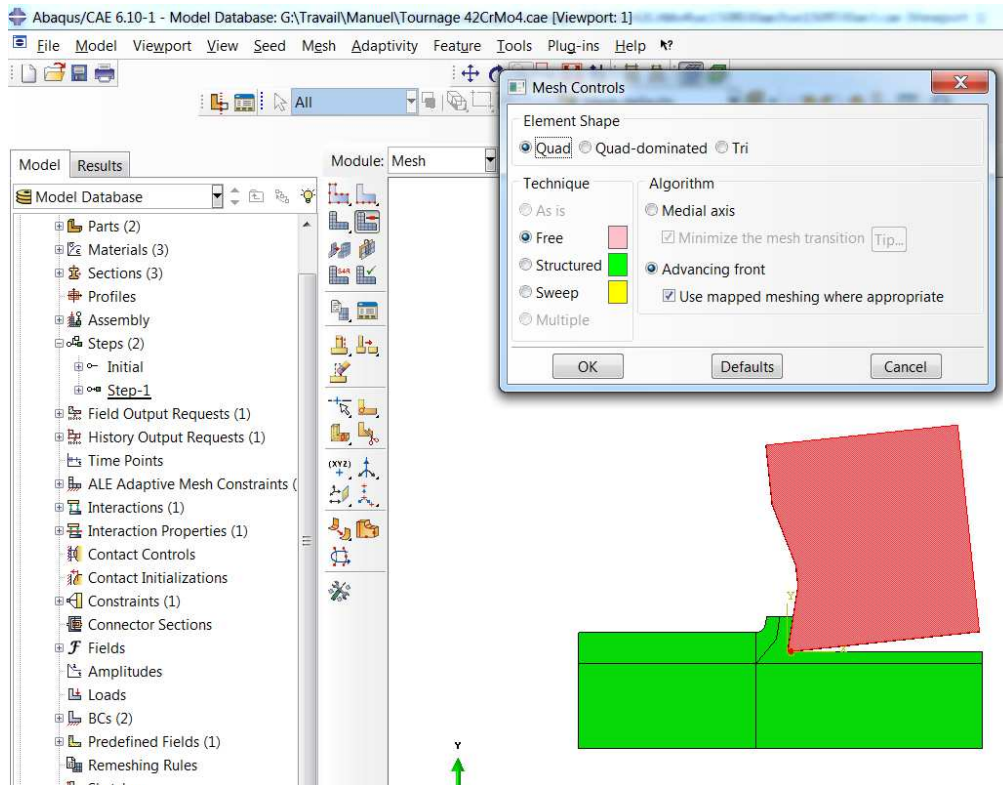 Abaqus/CAE 6.10-1 - Model Database: G:\Travail\Manuel\Tournage 42CrMo4.cae [Viewport: 1]
File Model Viewport View Seed Mesh Adaptivity Feature Tools Plug-ins Help
All
Mesh Controls
Element Shape
Quad Quad-dominated Tri
Technique Algorithm
As is Medial axis
Free Minimize the mesh transition Tip...
Structured Advancing front
Sweep Use mapped meshing where appropriate
Multiple
OK Defaults Cancel
Model Results Module: Mesh
Model Database
Parts (2)
Materials (3)
Sections (3)
Profiles
Assembly
Steps (2)
Initial
Step-1
Field Output Requests (1)
History Output Requests (1)
Time Points
ALE Adaptive Mesh Constraints (
Interactions (1)
Interaction Properties (1)
Contact Controls
Contact Initializations
Constraints (1)
Connector Sections
Fields
Amplitudes
Loads
BCs (2)
Predefined Fields (1)
Remeshing Rules
(XYZ)
Y
Y